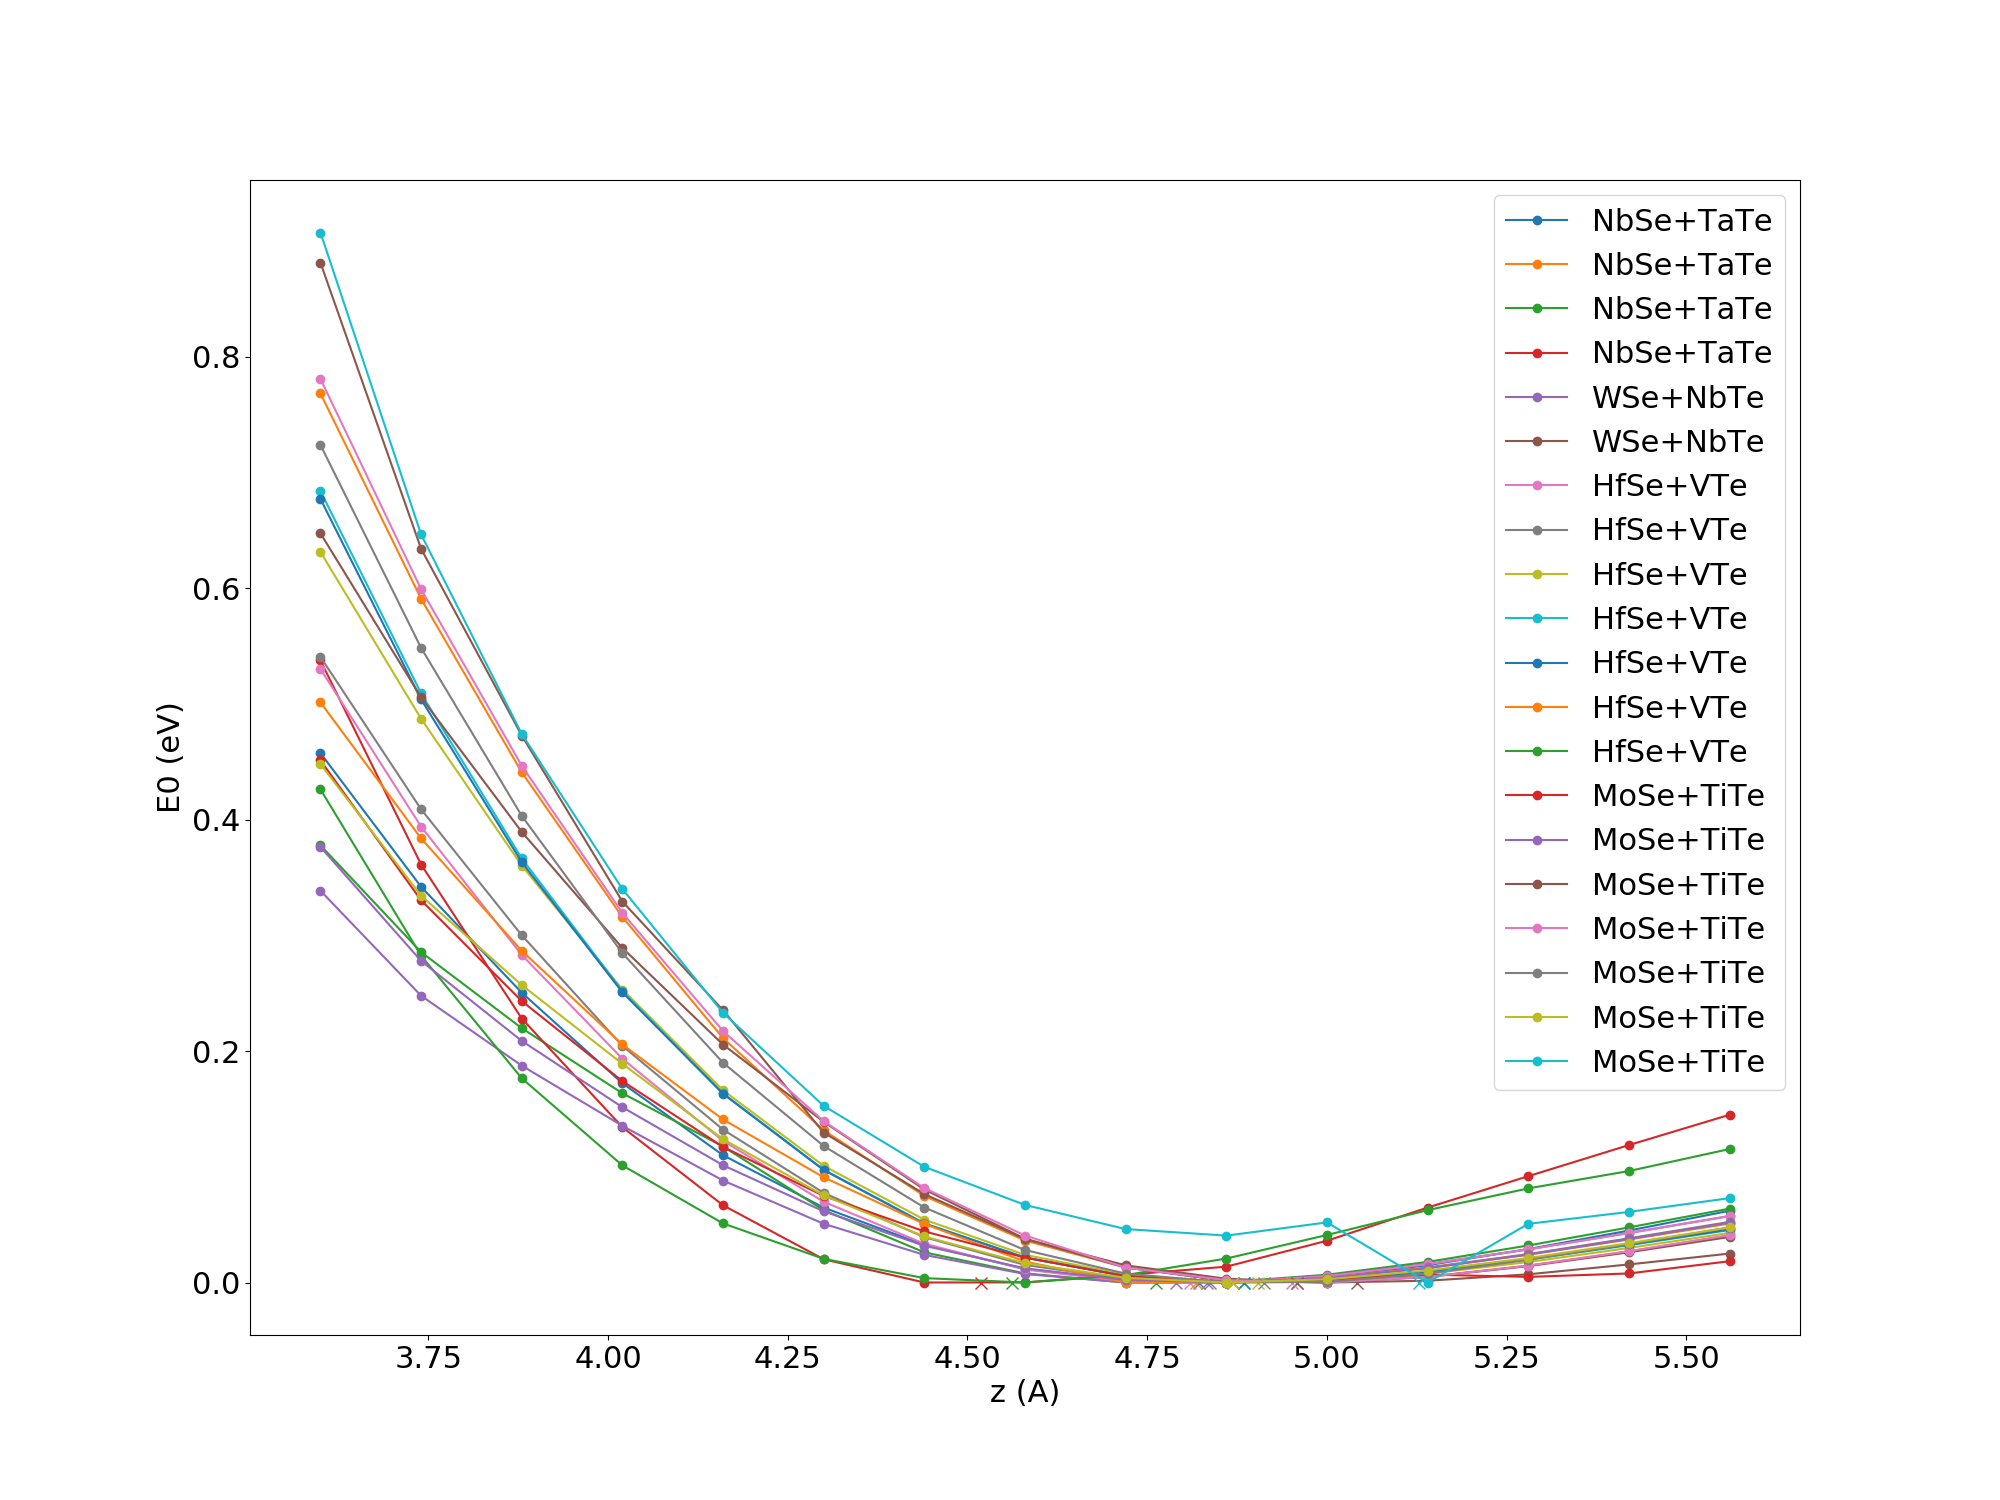 NbSe+TaTe
NbSe+TaTe
NbSe+TaTe
NbSe+TaTe
WSe+NbTe
WSe+NbTe
HfSe+VTe
HfSe+VTe
HfSe+VTe
HfSe+VTe
HfSe+VTe
HfSe+VTe
HfSe+VTe
MoSe+TiTe
MoSe+TiTe
MoSe+TiTe
MoSe+TiTe
MoSe+TiTe
MoSe+TiTe
MoSe+TiTe
0.8
0.6
0.4
0.2
0.0
E0 (eV)
3.75 4.00 4.25 4.50 4.75 5.00 5.25 5.50
z (A)